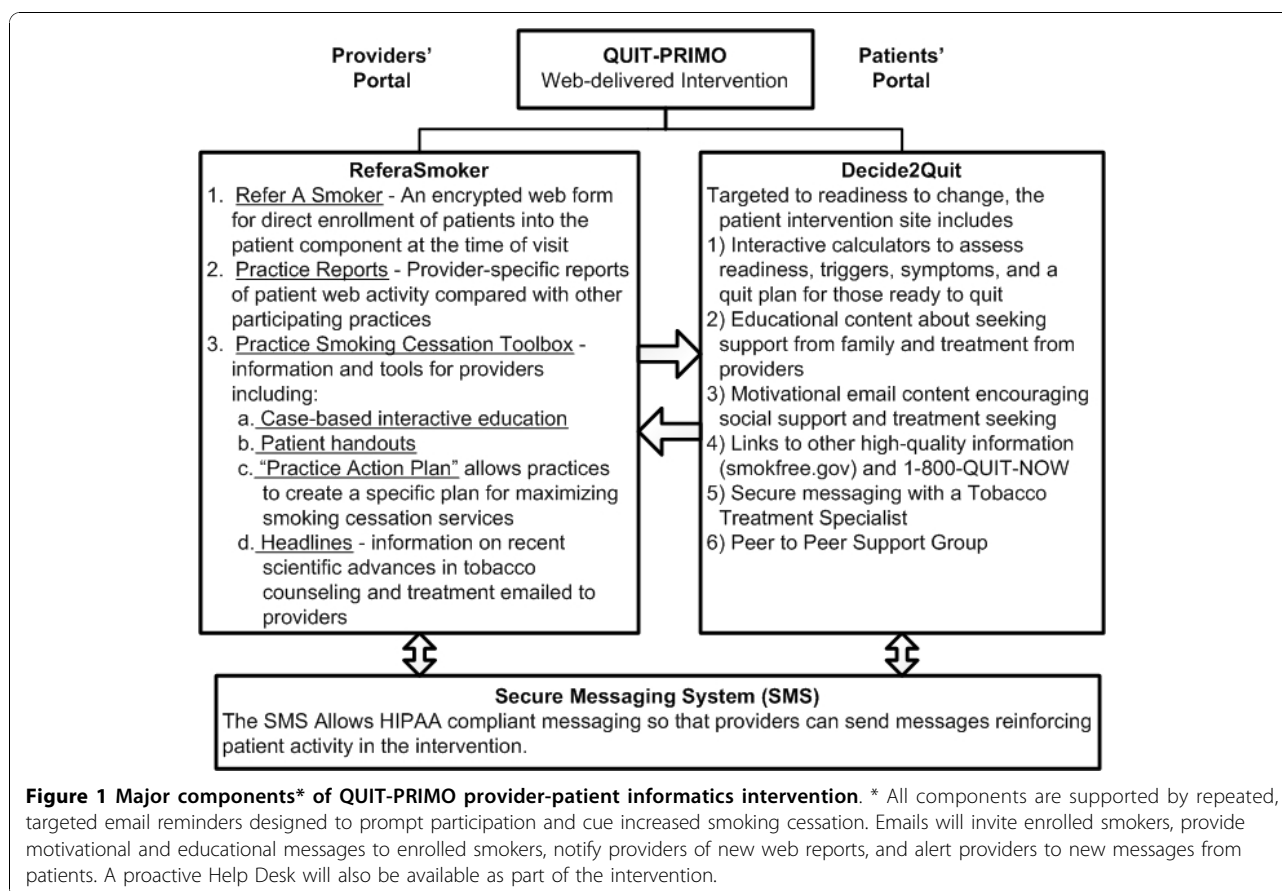 Providers'
Portal
QUIT-PRIMO
Web-delivered Intervention
Patients'
Portal
ReferaSmoker
1. Refer A Smoker - An encrypted web form
for direct enrollment of patients into the
patient component at the time of visit
2. Practice Reports - Provider-specific reports
of patient web activity compared with other
participating practices
3. Practice Smoking Cessation Toolbox -
information and tools for providers
including:
a. Case-based interactive education
b. Patient handouts
c. “Practice Action Plan” allows practices
to create a specific plan for maximizing
smoking cessation services
d. Headlines - information on recent
scientific advances in tobacco
counseling and treatment emailed to
providers
Decide2Quit
Targeted to readiness to change, the
patient intervention site includes
1) Interactive calculators to assess
readiness, triggers, symptoms, and a
quit plan for those ready to quit
2) Educational content about seeking
support from family and treatment from
providers
3) Motivational email content encouraging
social support and treatment seeking
4) Links to other high-quality information
(smokfree.gov) and 1-800-QUIT-NOW
5) Secure messaging with a Tobacco
Treatment Specialist
6) Peer to Peer Support Group
Secure Messaging System (SMS)
The SMS Allows HIPAA compliant messaging so that providers can send messages reinforcing
patient activity in the intervention.
Figure 1 Major components* of QUIT-PRIMO provider-patient informatics intervention. * All components are supported by repeated,
targeted email reminders designed to prompt participation and cue increased smoking cessation. Emails will invite enrolled smokers, provide
motivational and educational messages to enrolled smokers, notify providers of new web reports, and alert providers to new messages from
patients. A proactive Help Desk will also be available as part of the intervention.